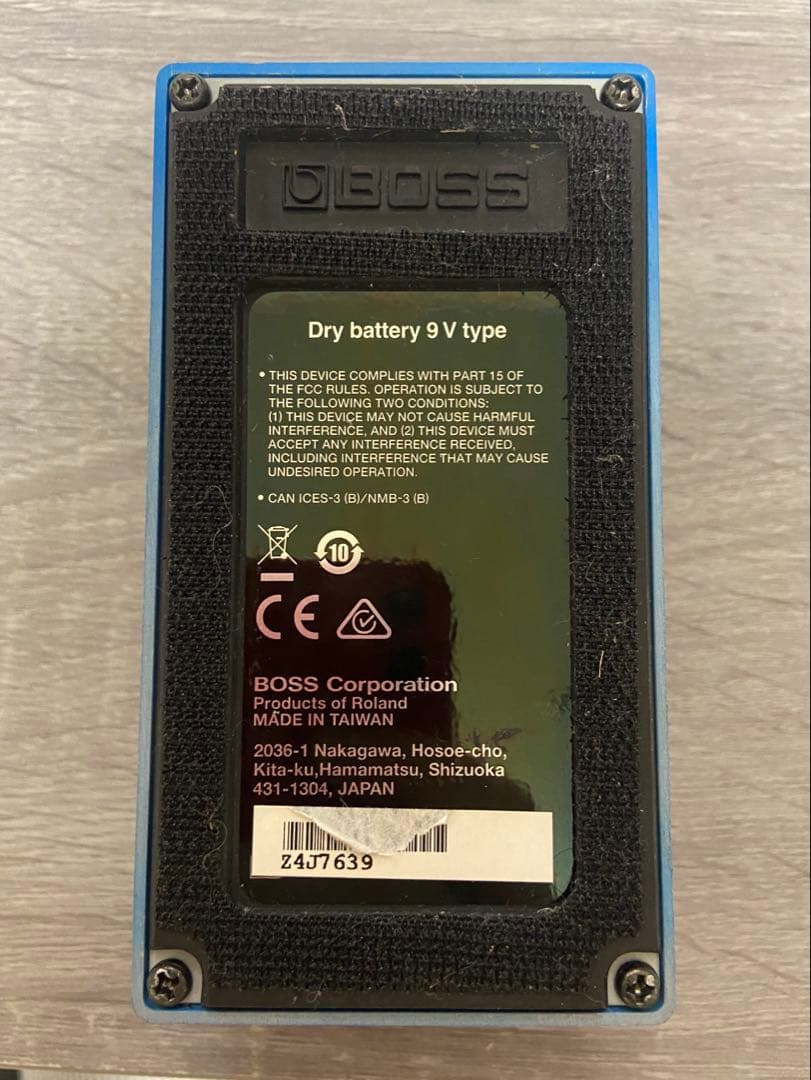 BOSS
Dry battery 9 V type
• THIS DEVICE COMPLIES WITH PART 15 OF
THE FCC RULES. OPERATION IS SUBJECT TO
THE FOLLOWING TWO CONDITIONS:
(1) THIS DEVICE MAY NOT CAUSE HARMFUL
INTERFERENCE, AND (2) THIS DEVICE MUST
ACCEPT ANY INTERFERENCE RECEIVED,
INCLUDING INTERFERENCE THAT MAY CAUSE
UNDESIRED OPERATION.
• CAN ICES-3 (B)/NMB-3 (B)
10
CE
BOSS Corporation
Products of Roland
MADE IN TAIWAN
2036-1 Nakagawa, Hosoe-cho,
Kita-ku,Hamamatsu, Shizuoka
431-1304, JAPAN
Z4J7639